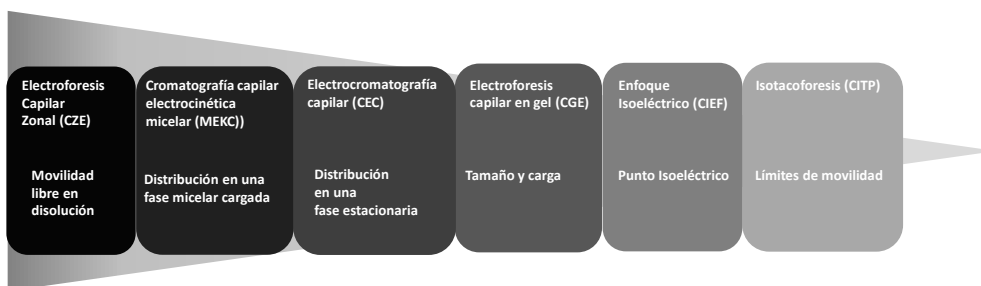 Electroforesis
Capilar
Zonal (CZE)
Movilidad
libre en
disolución
Cromatografía capilar
electrocinética
micelar (MEKC))
Distribución en una
fase micelar cargada
Electrocromatografía
capilar (CEC)
Distribución
en una
fase estacionaria
Electroforesis
capilar en gel (CGE)
Tamaño y carga
Enfoque
Isoeléctrico (CIEF)
Punto Isoeléctrico
Isotacoforesis (CITP)
Límites de movilidad